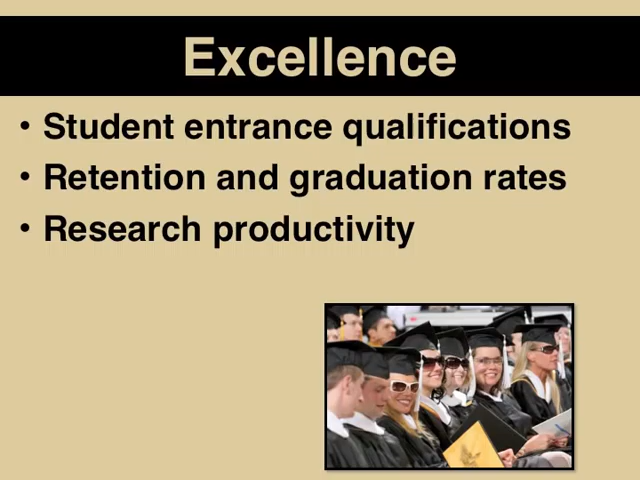 Excellence
• Student entrance qualifications
• Retention and graduation rates
• Research productivity